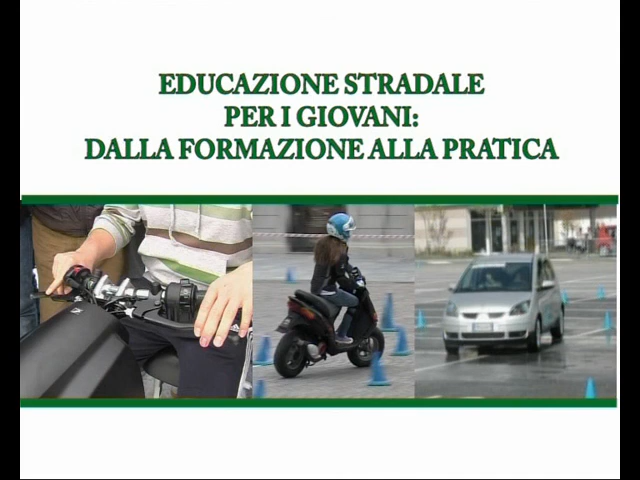 EDUCAZIONE STRADALE
PER I GIOVANI:
DALLA FORMAZIONE ALLA PRATICA